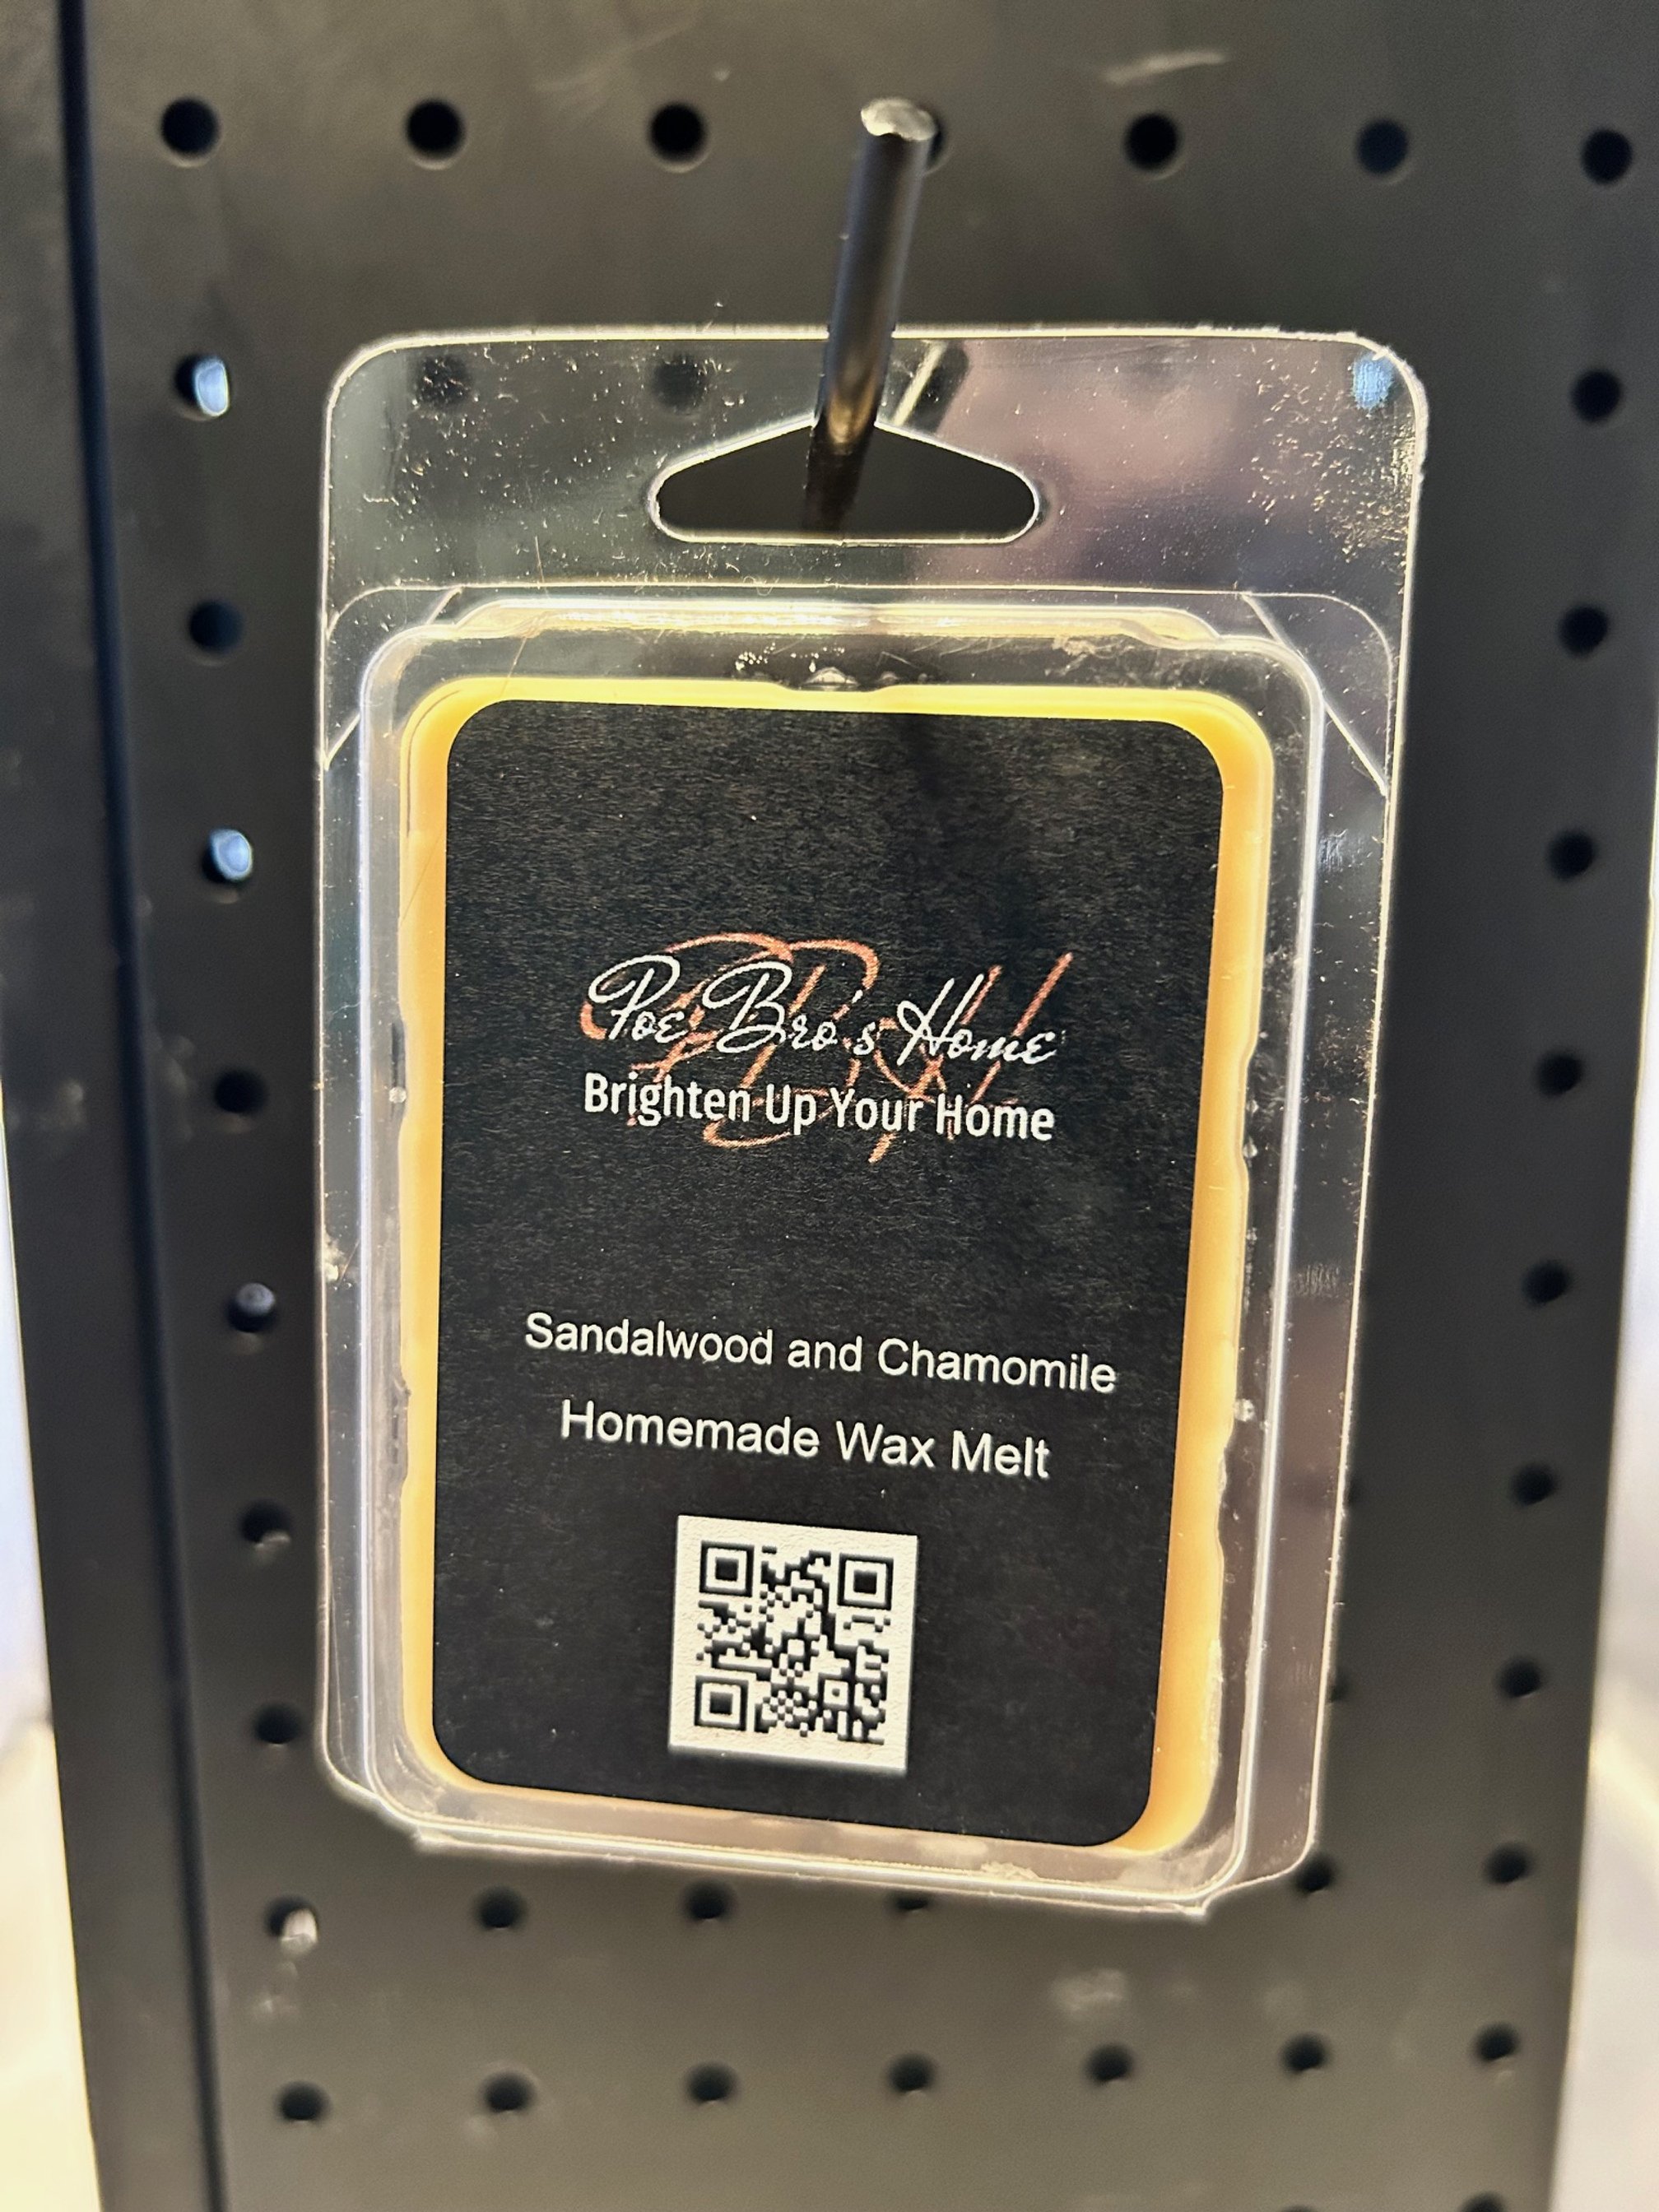 Poe Bro's Home
Brighten Up Your Home
Sandalwood and Chamomile
Homemade Wax Melt